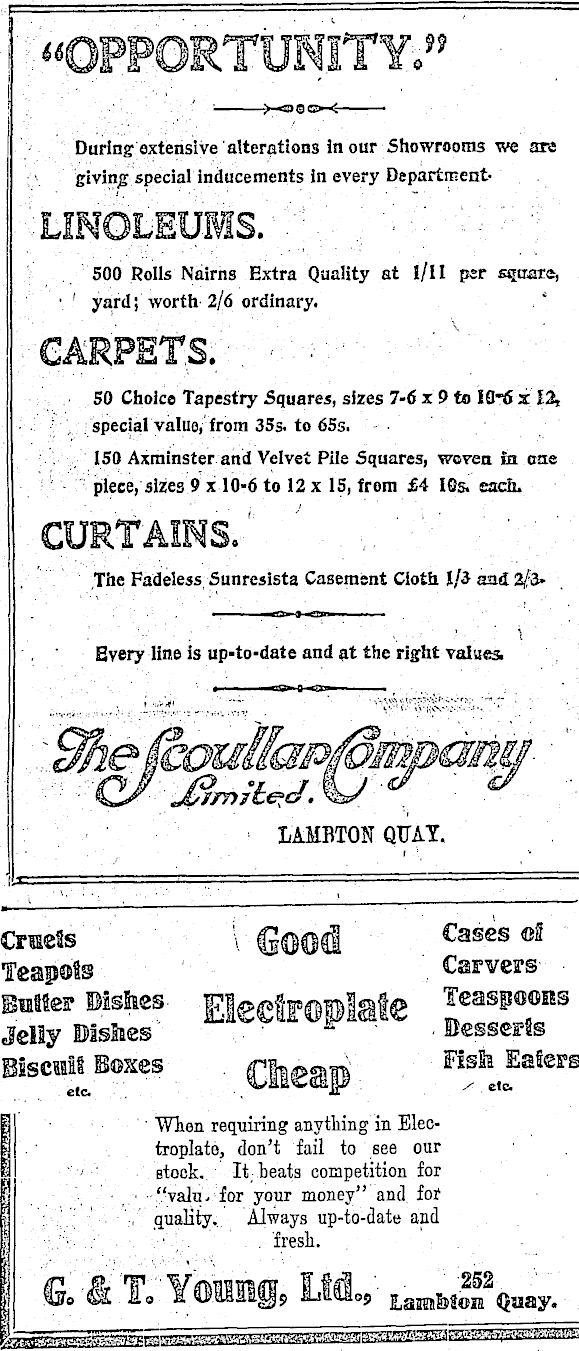 “OPPORTUNITY.”
During extensive alterations in our Showrooms we are
giving special inducements in every Department.
LINOLEUMS.
500 Rolls Nairns Extra Quality at 1/11 per square,
yard; worth 2/6 ordinary.
CARPETS.
50 Choice Tapestry Squares, sizes 7-6 x 9 to 10-6 x 12,
special value, from 35s. to 65s.
150 Axminster and Velvet Pile Squares, woven in one
piece, sizes 9 x 10-6 to 12 x 15, from £4 10s. each.
CURTAINS.
The Fadeless Sunresista Casement Cloth 1/3 and 2/3.
Every line is up-to-date and at the right values.
The Scoullar Company
Limited.
LAMBTON QUAY.
Cruets
Teapots
Butter Dishes
Jelly Dishes
Biscuit Boxes
etc.
Good
Electroplate
Cheap
Cases of
Carvers
Teaspoons
Desserts
Fish Eaters
etc.
When requiring anything in Elec-
troplate, don't fail to see our
stock. It beats competition for
“valu. for your money” and for
quality. Always up-to-date and
fresh.
G. & T. Young, Ltd.,
252
Lambton Quay.